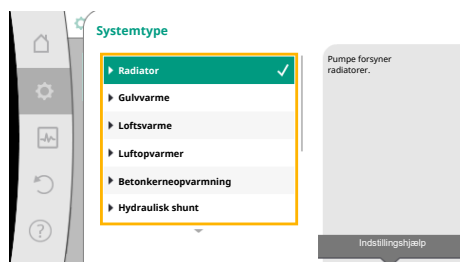 Systemtype
Radiator
Gulvvarme
Loftsvarme
Luftopvarmer
Betonkerneopvarmning
Hydraulisk shunt
Pumpe forsyner
radiatorer.
Indstillingshjælp
?